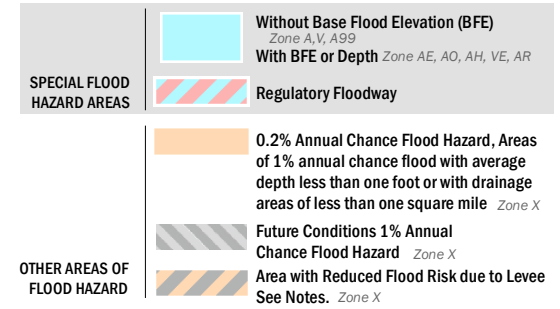 Without Base Flood Elevation (BFE)
Zone A,V, A99
With BFE or Depth Zone AE, AO, AH, VE, AR
SPECIAL FLOOD
HAZARD AREAS
Regulatory Floodway
0.2% Annual Chance Flood Hazard, Areas
of 1% annual chance flood with average
depth less than one foot or with drainage
areas of less than one square mile Zone X
Future Conditions 1% Annual
Chance Flood Hazard Zone X
OTHER AREAS OF
FLOOD HAZARD
Area with Reduced Flood Risk due to Levee
See Notes. Zone X